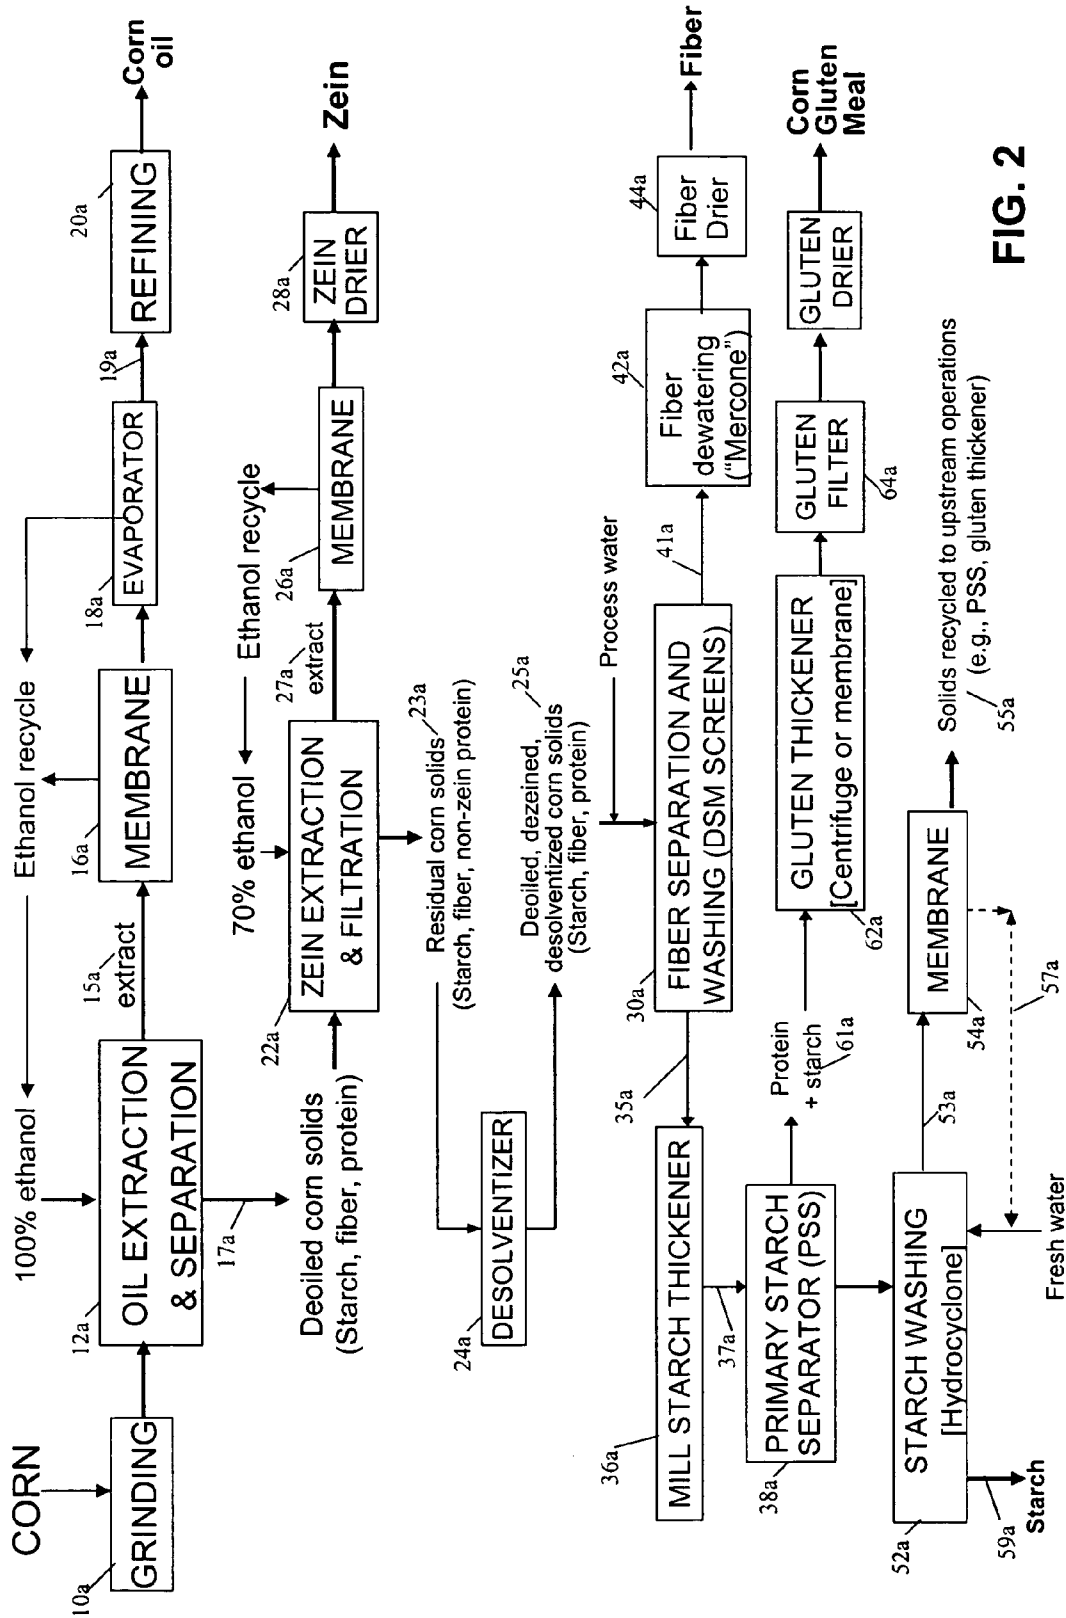 CORN
10a
GRINDING
100% ethanol
Ethanol recycle
12a
OIL EXTRACTION
& SEPARATION
15a
extract
16a
MEMBRANE
18a
EVAPORATOR
19a
20a
REFINING
Corn
oil
17a
Deoiled corn solids
(Starch, fiber, protein)
70% ethanol
Ethanol recycle
22a
ZEIN EXTRACTION
& FILTRATION
27a
extract
26a
MEMBRANE
28a
ZEIN
DRIER
Zein
Residual corn solids
23a
(Starch, fiber, non-zein protein)
24a
DESOLVENTIZER
Deoiled, dezeined,
25a
desolventized corn solids
(Starch, fiber, protein)
Process water
30a
FIBER SEPARATION AND
WASHING (DSM SCREENS)
41a
42a
Fiber
dewatering
("Mercone")
44a
Fiber
Drier
Fiber
35a
36a
MILL STARCH THICKENER
37a
38a
PRIMARY STARCH
SEPARATOR (PSS)
Protein
+ starch
61a
62a
GLUTEN THICKENER
[Centrifuge or membrane]
GLUTEN
FILTER
64a
GLUTEN
DRIER
Corn
Gluten
Meal
52a
STARCH WASHING
[Hydrocyclone]
53a
54a
MEMBRANE
Solids recycled to upstream operations
(e.g., PSS, gluten thickener)
55a
57a
Fresh water
59a
Starch
FIG. 2